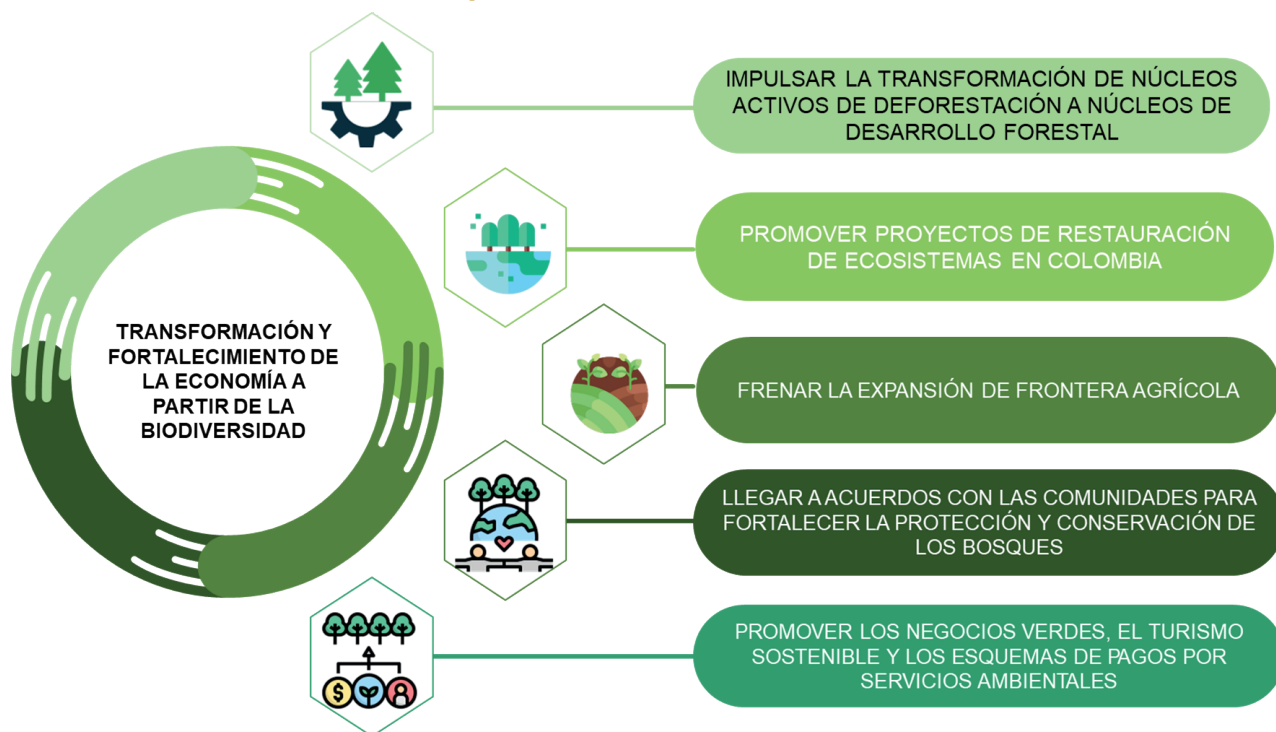 TRANSFORMACIÓN Y
FORTALECIMIENTO DE
LA ECONOMÍA A
PARTIR DE LA
BIODIVERSIDAD
IMPULSAR LA TRANSFORMACIÓN DE NÚCLEOS
ACTIVOS DE DEFORESTACIÓN A NÚCLEOS DE
DESARROLLO FORESTAL
PROMOVER PROYECTOS DE RESTAURACIÓN
DE ECOSISTEMAS EN COLOMBIA
FRENAR LA EXPANSIÓN DE FRONTERA AGRÍCOLA
LLEGAR A ACUERDOS CON LAS COMUNIDADES PARA
FORTALECER LA PROTECCIÓN Y CONSERVACIÓN DE
LOS BOSQUES
$
PROMOVER LOS NEGOCIOS VERDES, EL TURISMO
SOSTENIBLE Y LOS ESQUEMAS DE PAGOS POR
SERVICIOS AMBIENTALES